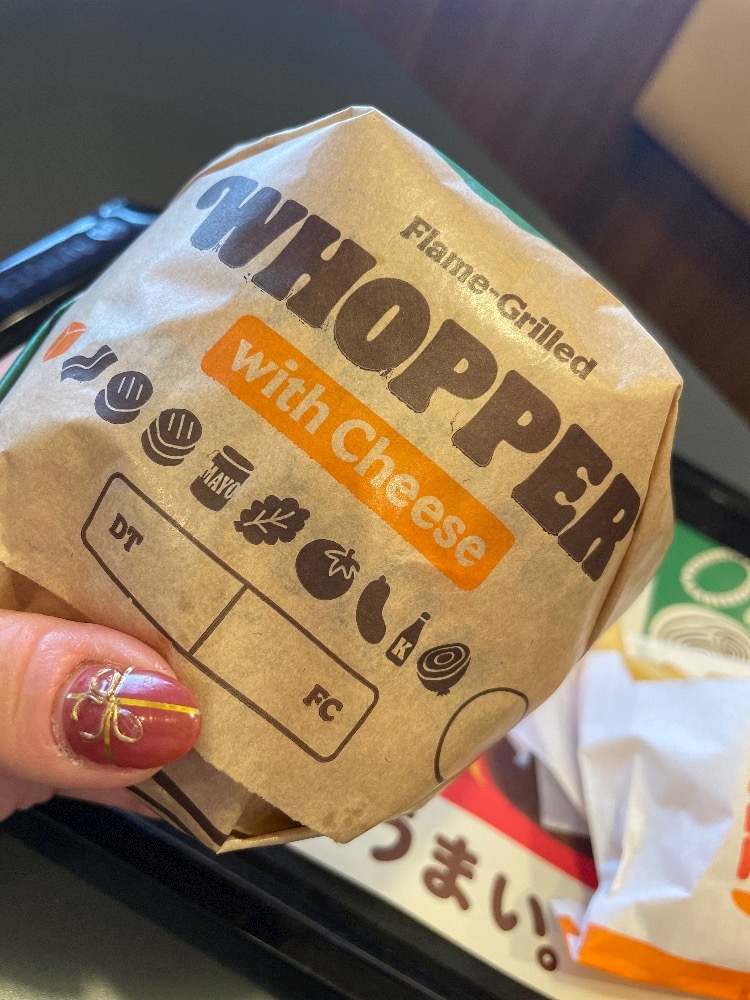 Flame-Grilled
WHOPPER
with Cheese
MAYO
K
DT
FC
うまい。